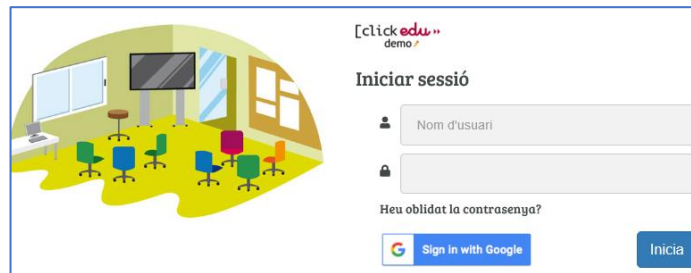 [clickedu»
demo
Iniciar sessió
Nom d'usuari
Heu oblidat la contrasenya?
G Sign in with Google
Inicia